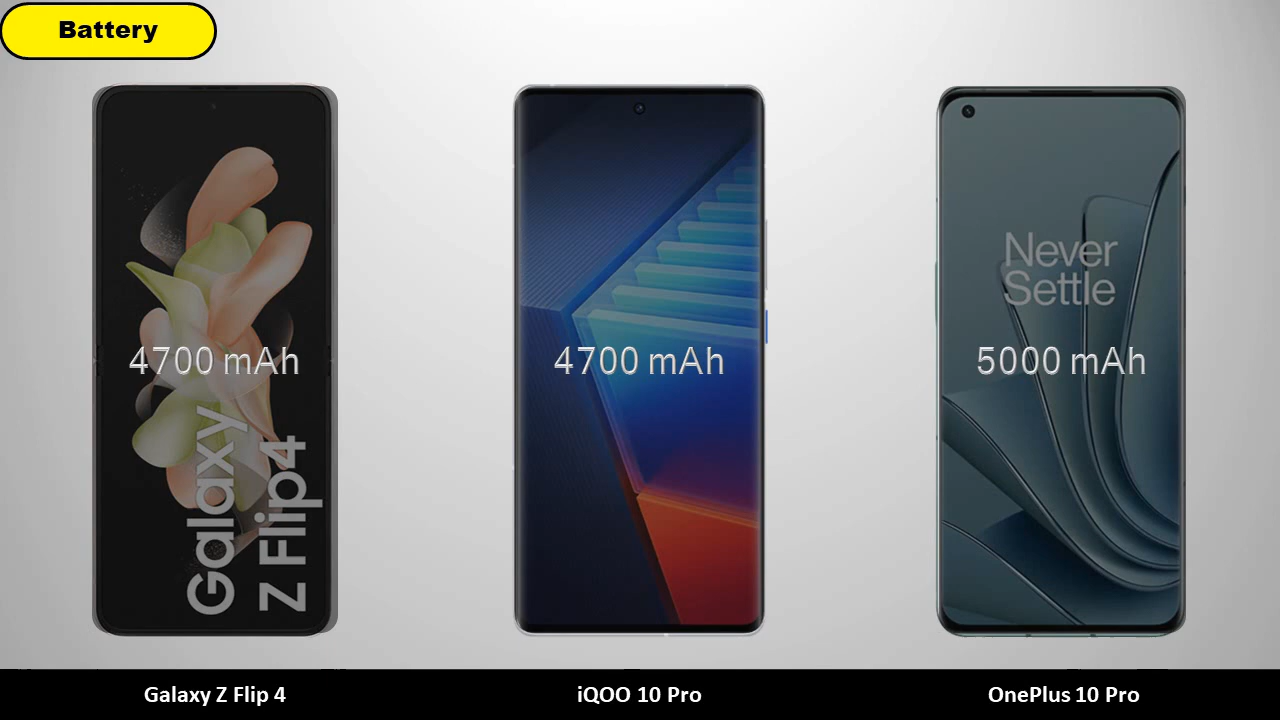 Battery
Never
Settle
4700 mAh
4700 mAh
5000 mAh
Galaxy
Z Flip4
Galaxy Z Flip 4
iQOO 10 Pro
OnePlus 10 Pro